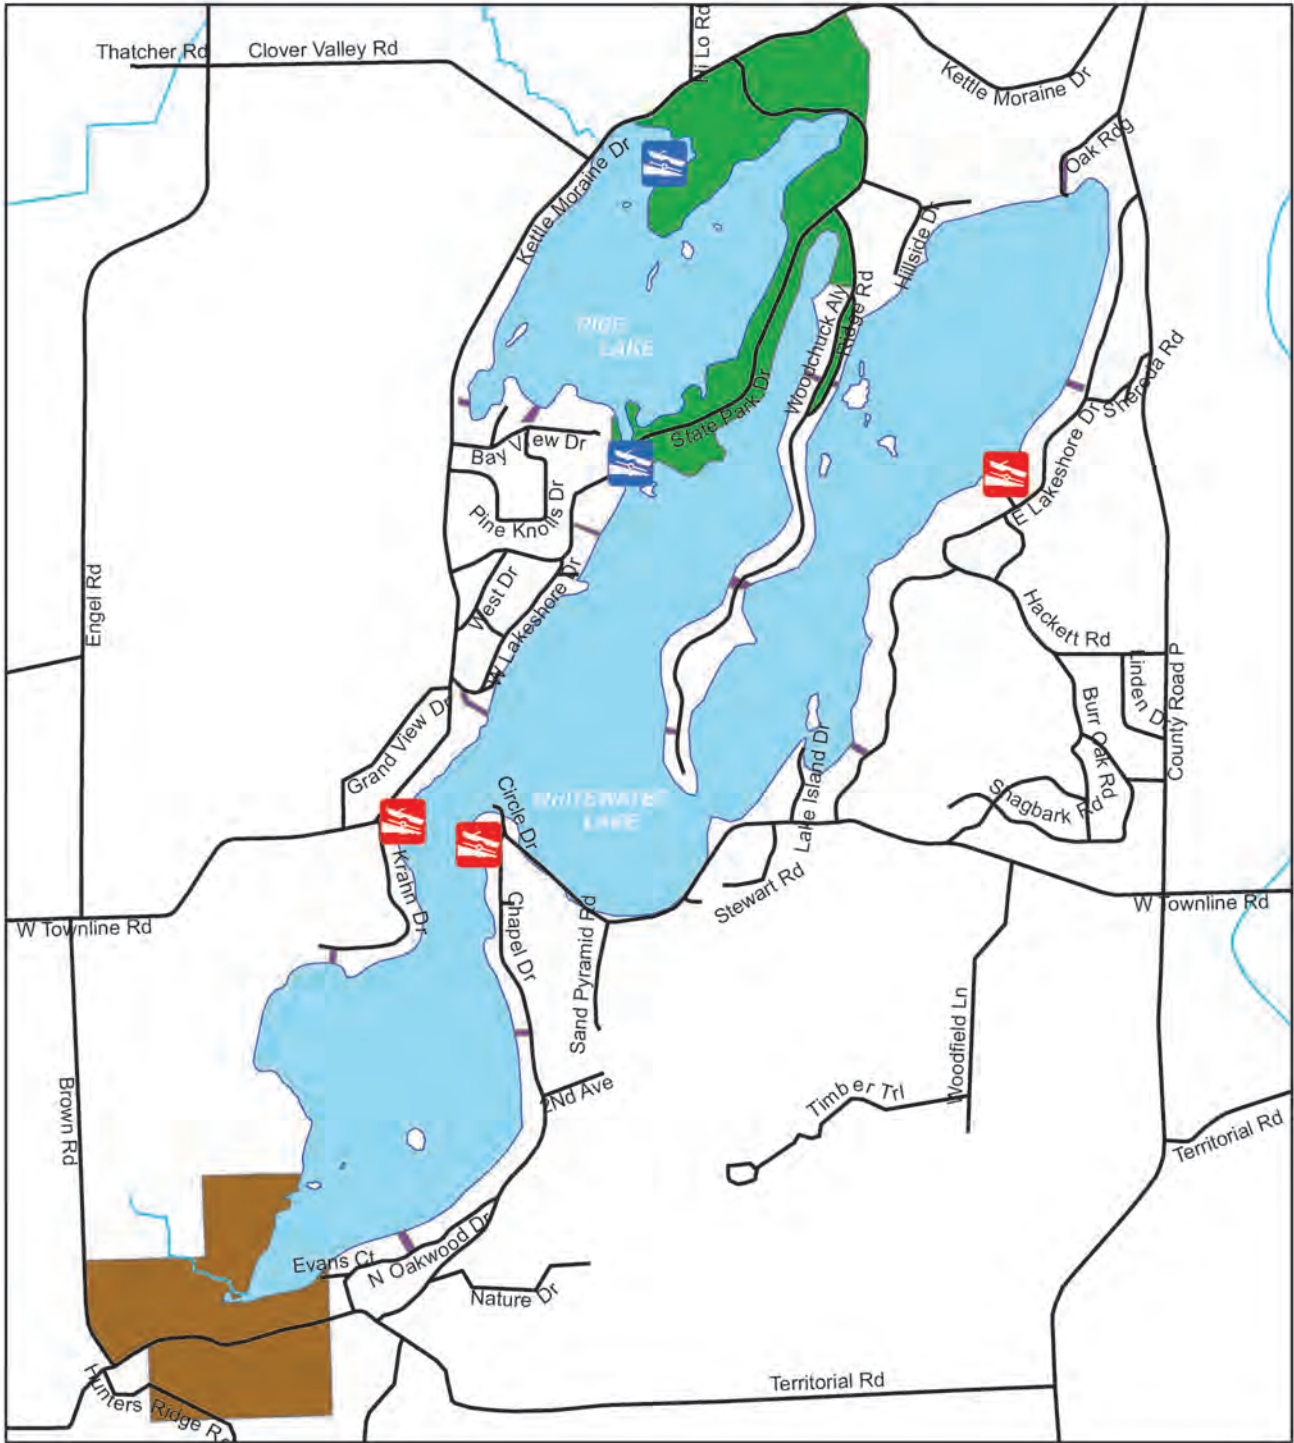 Thatcher Rd
Clover Valley Rd
Hi Lo Rd
Kettle Moraine Dr
Oak Rdg
Kettle Moraine Dr
Hillside Dr
RICE
LAKE
Woodchuck Aly
Ridge Rd
State Park Dr
Shereda Rd
Bay View Dr
E Lakeshore Dr
Pine Knolls Dr
Engel Rd
West Dr
W Lakeshore Dr
Hackett Rd
Linden Dr
Burr Oak Rd
County Road P
Grand View Dr
Circle Dr
WHITEWATER
LAKE
Lake Island Dr
Shagbark Rd
Krahn Dr
Stewart Rd
W Townline Rd
W Townline Rd
Chapel Dr
Sand Pyramid Rd
Woodfield Ln
Brown Rd
2Nd Ave
Timber Trl
Territorial Rd
Evans Ct
N Oakwood Dr
Nature Dr
Hunters Ridge Rd
Territorial Rd